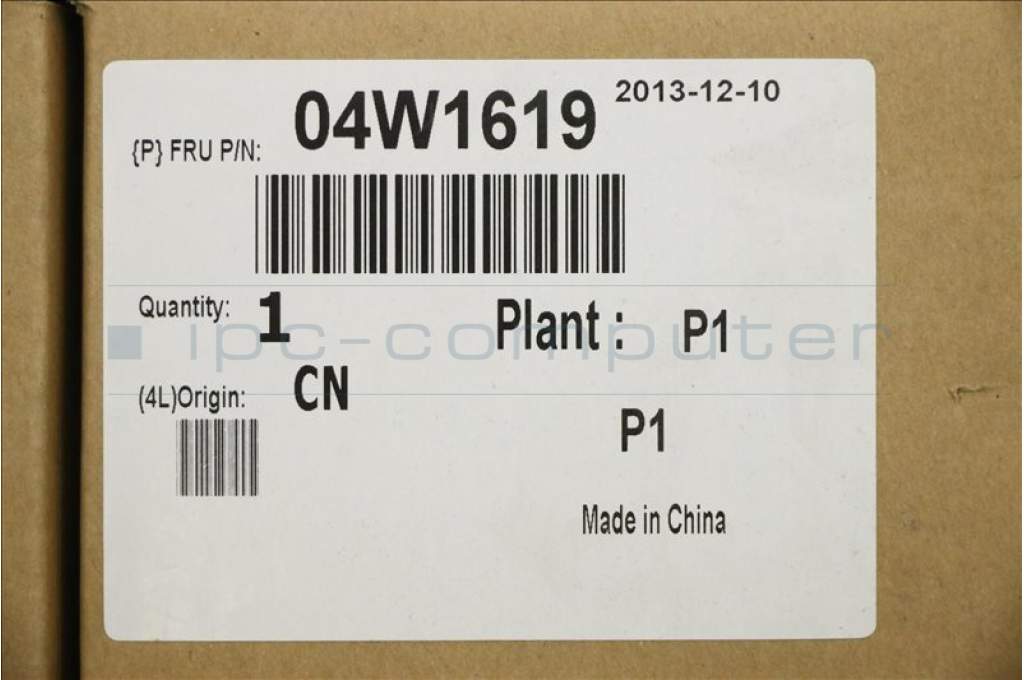 04W1619 2013-12-10
{P} FRU P/N:
Quantity: 1 Plant : P1
ipc-computer
(4L)Origin: CN
P1
Made in China